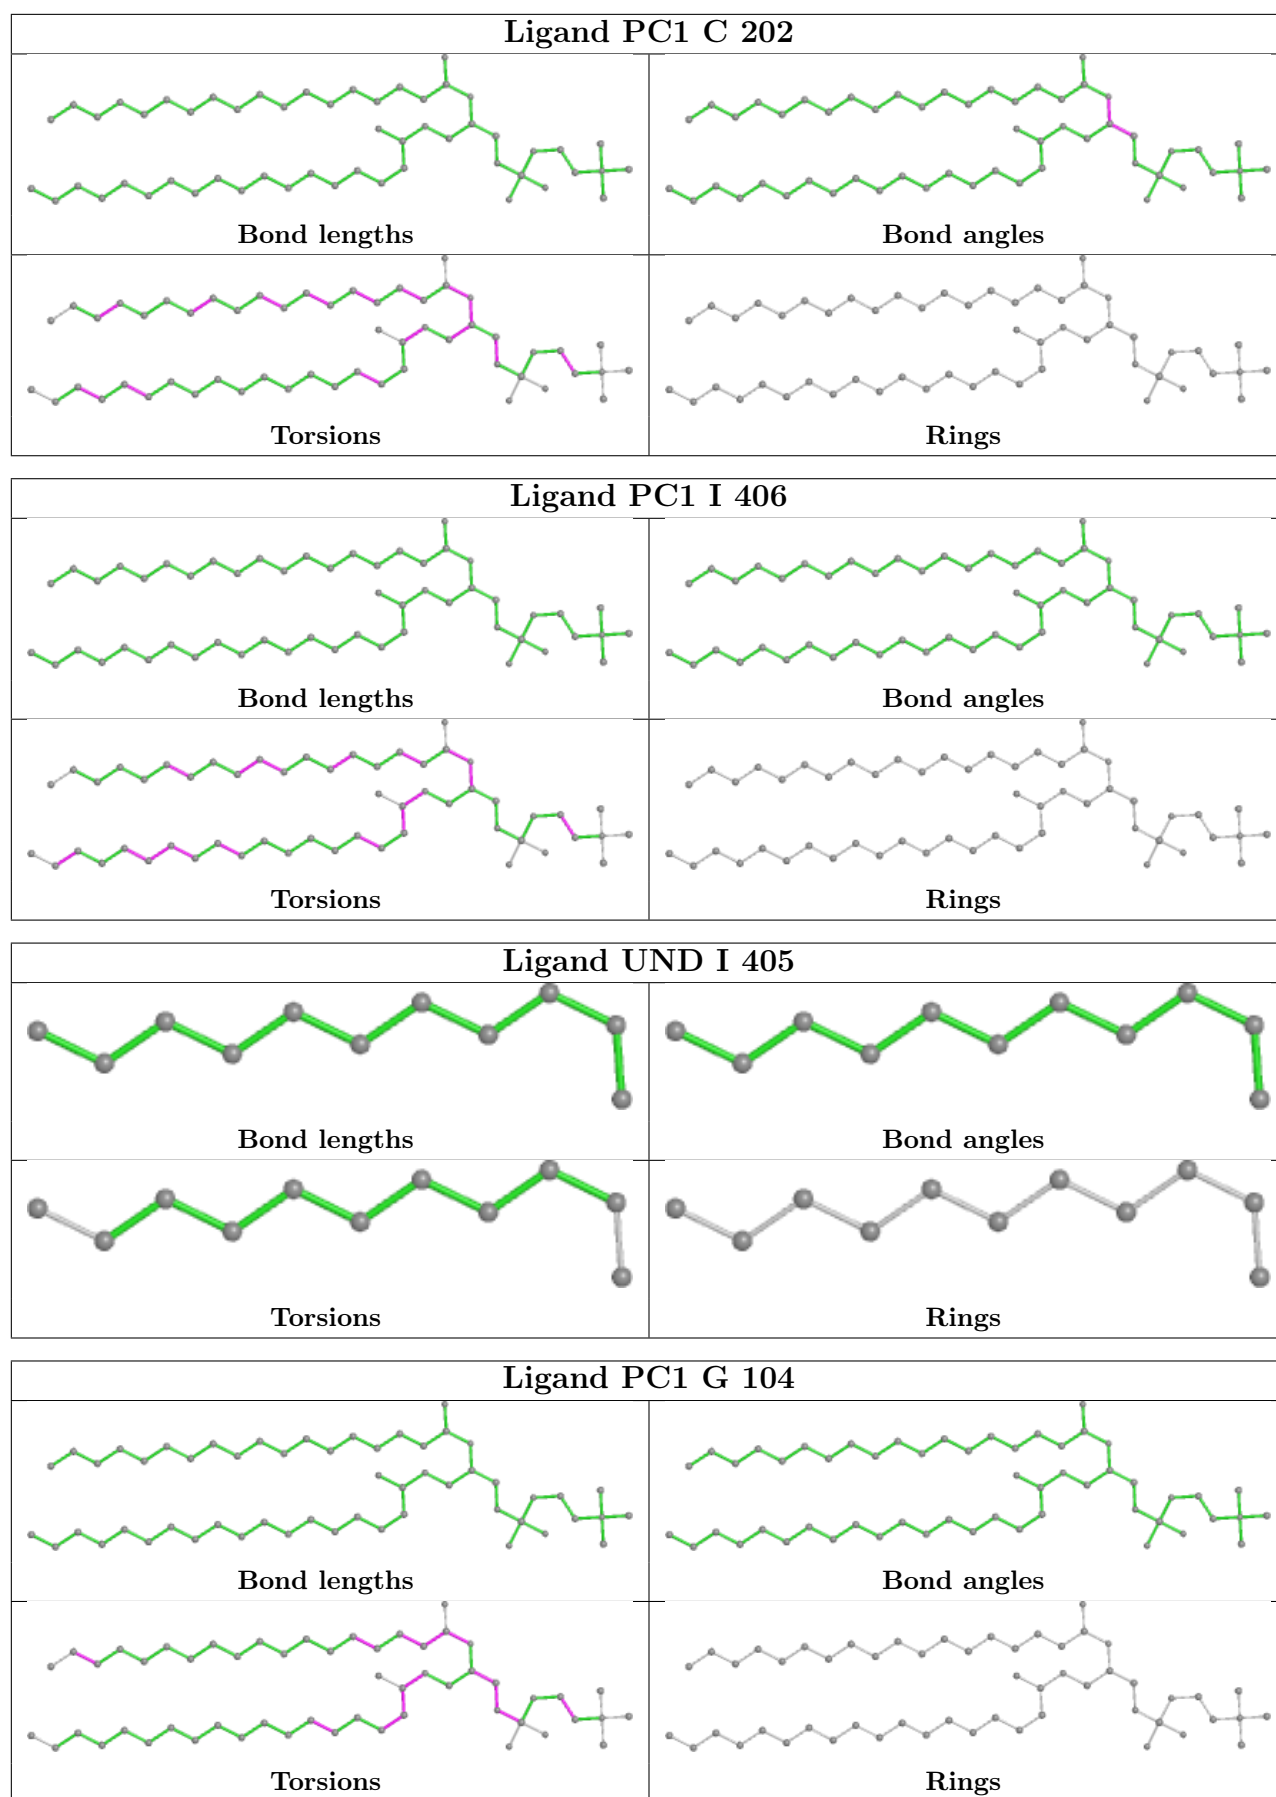 Ligand PC1 C 202
Bond lengths
Bond angles
Torsions
Rings
Ligand PC1 I 406
Bond lengths
Bond angles
Torsions
Rings
Ligand UND I 405
Bond lengths
Bond angles
Torsions
Rings
Ligand PC1 G 104
Bond lengths
Bond angles
Torsions
Rings